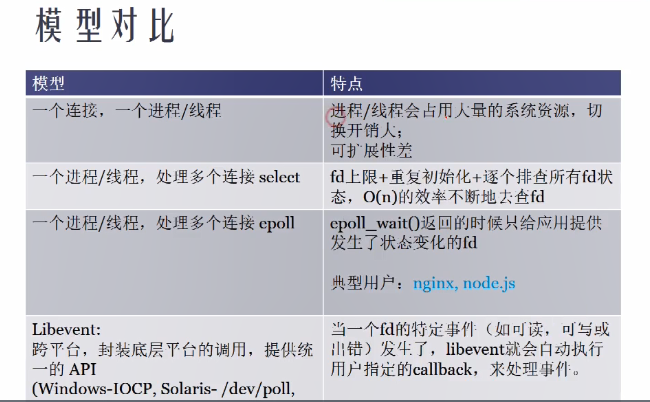 模型对比
模型
特点
一个连接，一个进程/线程
进程/线程会占用大量的系统资源，切
换开销大；
可扩展性差
一个进程/线程，处理多个连接 select
fd上限+重复初始化+逐个排查所有fd状
态，O(n)的效率不断地去查fd
一个进程/线程，处理多个连接 epoll
epoll_wait()返回的时候只给应用提供
发生了状态变化的fd
典型用户：nginx, node.js
Libevent:
跨平台，封装底层平台的调用，提供统
一的 API
(Windows-IOCP, Solaris- /dev/poll,
当一个fd的特定事件（如可读，可写或
出错）发生了，libevent就会自动执行
用户指定的callback，来处理事件。